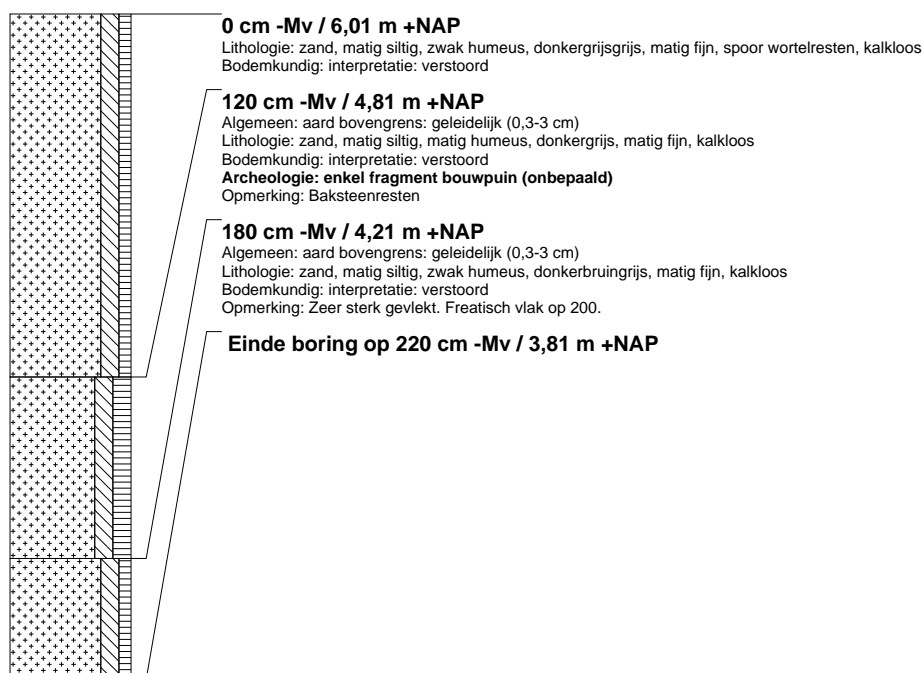 0 cm -Mv / 6,01 m +NAP
Lithologie: zand, matig siltig, zwak humeus, donkergrijsgrijs, matig fijn, spoor wortelresten, kalkloos
Bodemkundig: interpretatie: verstoord
120 cm -Mv / 4,81 m +NAP
Algemeen: aard bovengrens: geleidelijk (0,3-3 cm)
Lithologie: zand, matig siltig, matig humeus, donkergrijs, matig fijn, kalkloos
Bodemkundig: interpretatie: verstoord
Archeologie: enkel fragment bouwpuin (onbepaald)
Opmerking: Baksteenresten
180 cm -Mv / 4,21 m +NAP
Algemeen: aard bovengrens: geleidelijk (0,3-3 cm)
Lithologie: zand, matig siltig, zwak humeus, donkerbruingrijs, matig fijn, kalkloos
Bodemkundig: interpretatie: verstoord
Opmerking: Zeer sterk gevlekt. Freatisch vlak op 200.
Einde boring op 220 cm -Mv / 3,81 m +NAP